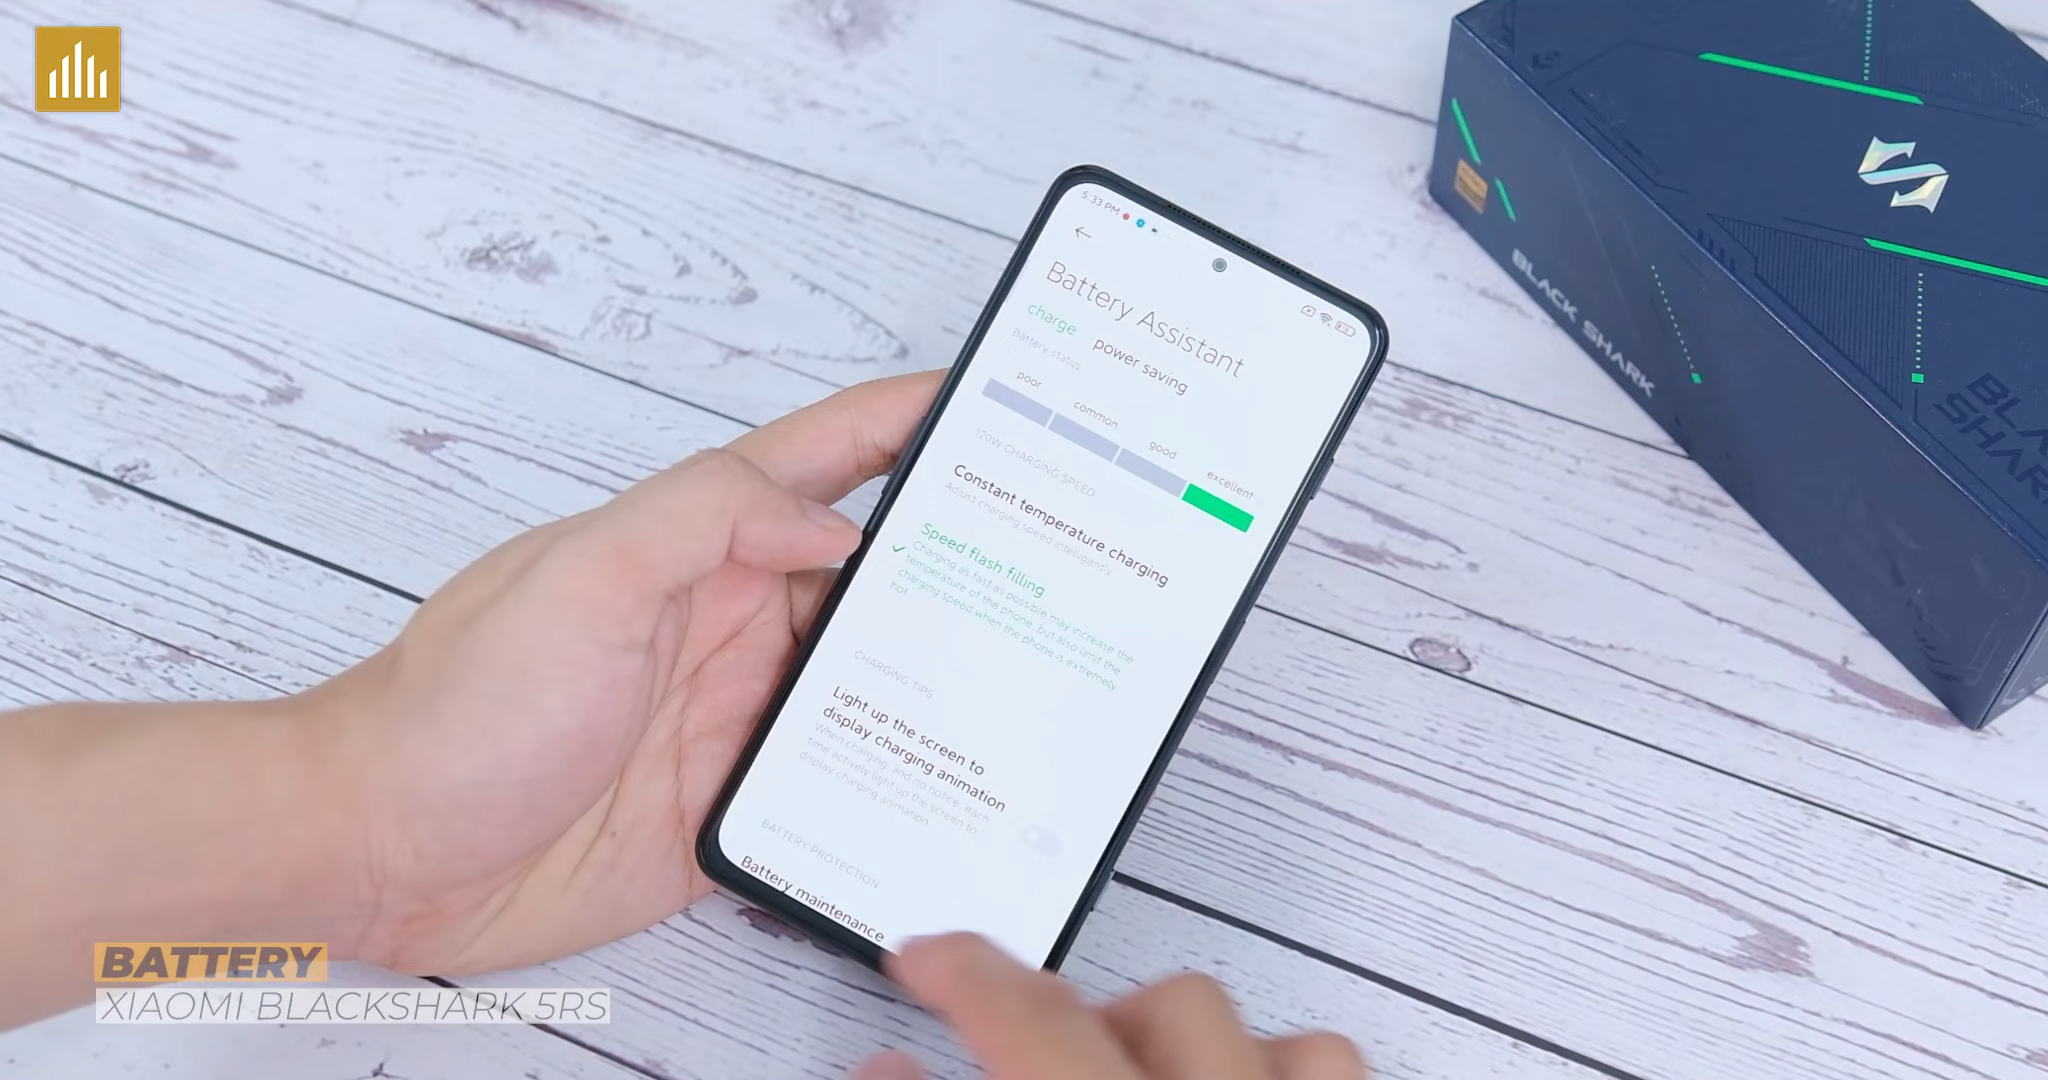 5:33 PM
Battery Assistant
charge power saving
Battery status
poor common good excellent
120W CHARGING SPEED
Constant temperature charging
Adjust charging speed intelligently
Speed flash filling
Charging as fast as possible may increase the
temperature of the phone, but also limit the
charging speed when the phone is extremely
hot
CHARGING TIPS
Light up the screen to
display charging animation
When charging, and no notice, each
time actively light up the screen to
display charging animation.
BATTERY PROTECTION
Battery maintenance
BLACK SHARK
SHARK
BATTERY
XIAOMI BLACKSHARK 5RS